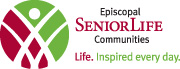 Episcopal
SENIORLIFE
Communities
Life. Inspired every day.